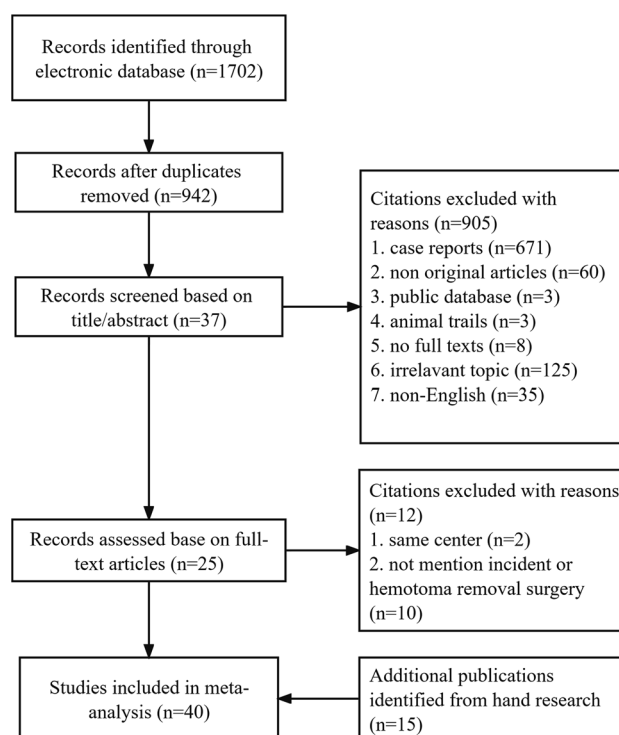 Records identified through
electronic database (n=1702)
Records after duplicates
removed (n=942)
Citations excluded with
reasons (n=905)
1. case reports (n=671)
2. non original articles (n=60)
3. public database (n=3)
4. animal trails (n=3)
5. no full texts (n=8)
6. irrelavant topic (n=125)
7. non-English (n=35)
Records screened based on
title/abstract (n=37)
Citations excluded with reasons
(n=12)
1. same center (n=2)
2. not mention incident or
hemotoma removal surgery
(n=10)
Records assessed base on full-
text articles (n=25)
Studies included in meta-
analysis (n=40)
Additional publications
identified from hand research
(n=15)